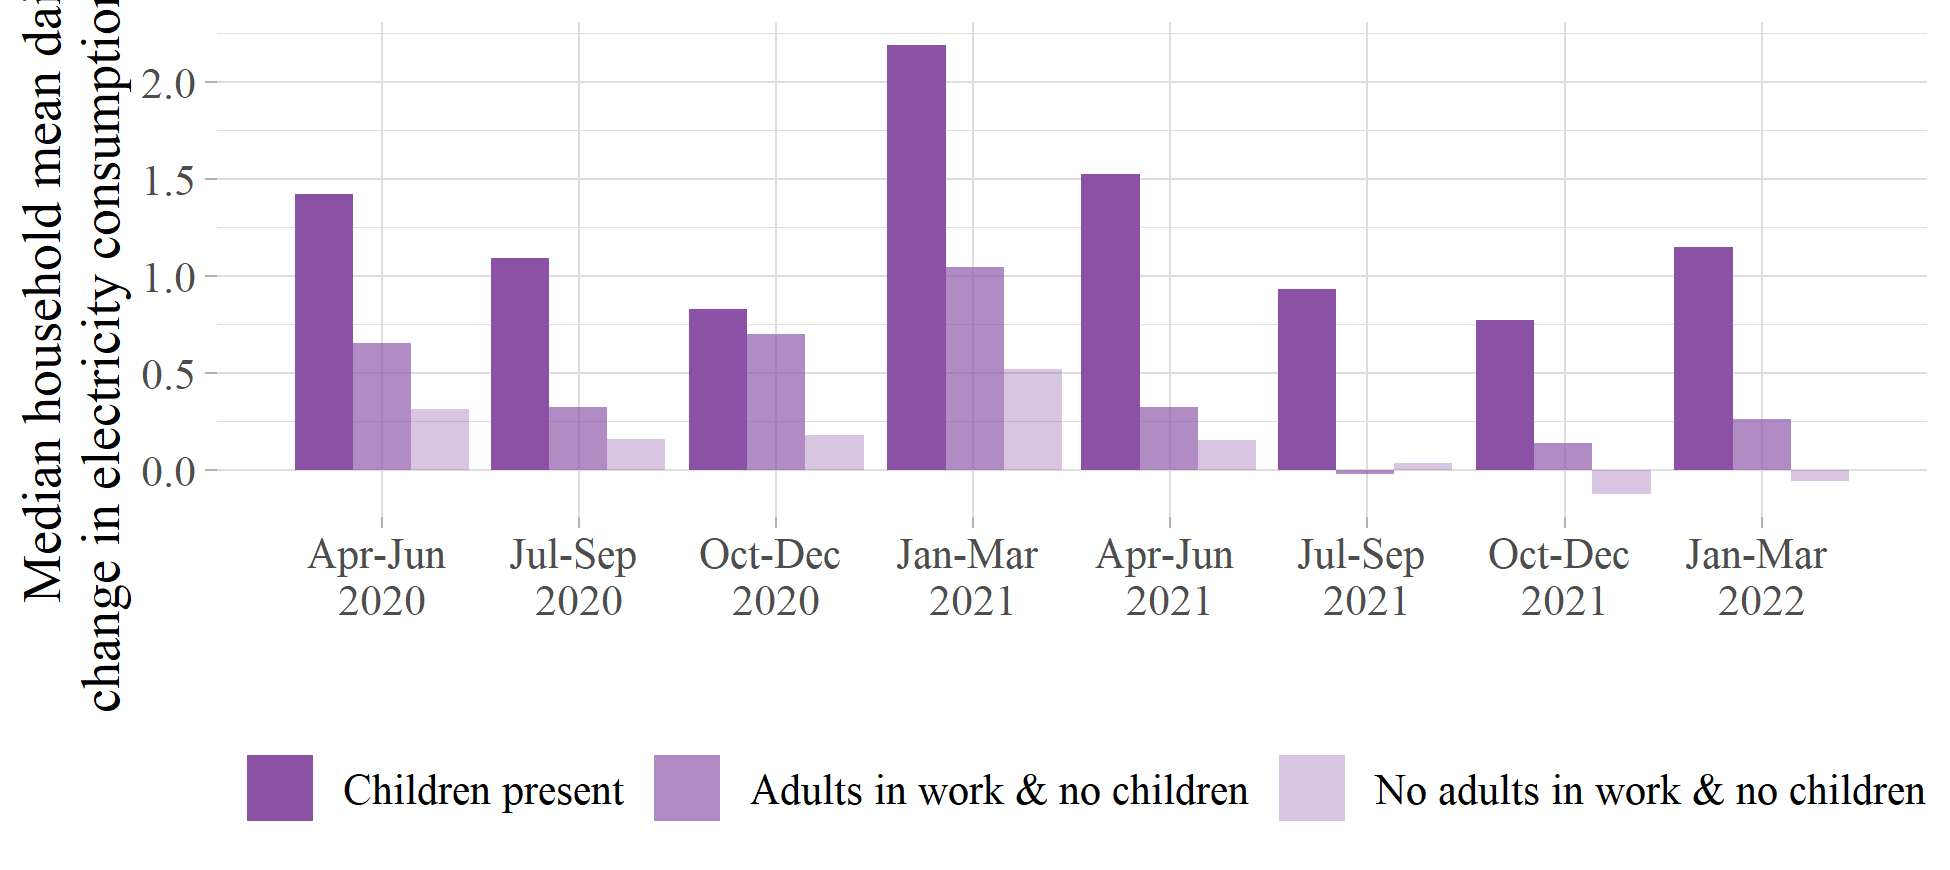 Median household mean
change in electricity consumption
2.0
1.5
1.0
0.5
0.0
Apr-Jun Jul-Sep Oct-Dec Jan-Mar Apr-Jun Jul-Sep Oct-Dec Jan-Mar
2020 2020 2020 2021 2021 2021 2021 2022
Children present Adults in work & no children No adults in work & no children